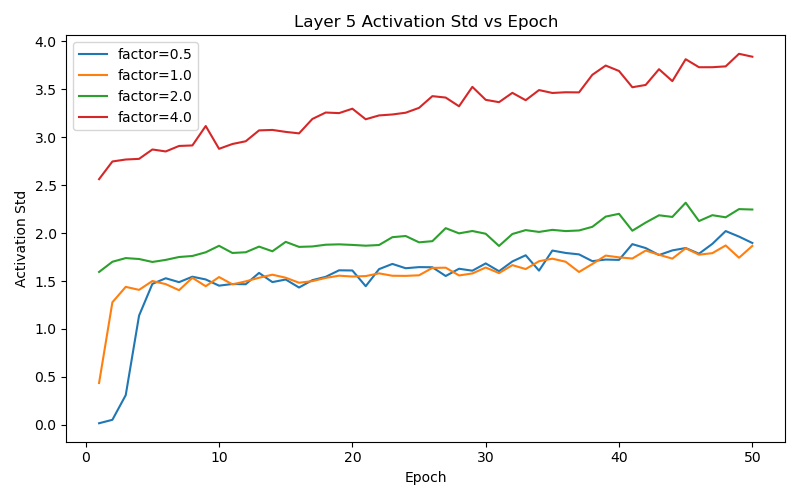 Layer 5 Activation Std vs Epoch
factor=0.5
factor=1.0
factor=2.0
factor=4.0
Activation Std
4.0
3.5
3.0
2.5
2.0
1.5
1.0
0.5
0.0
0 10 20 30 40 50
Epoch